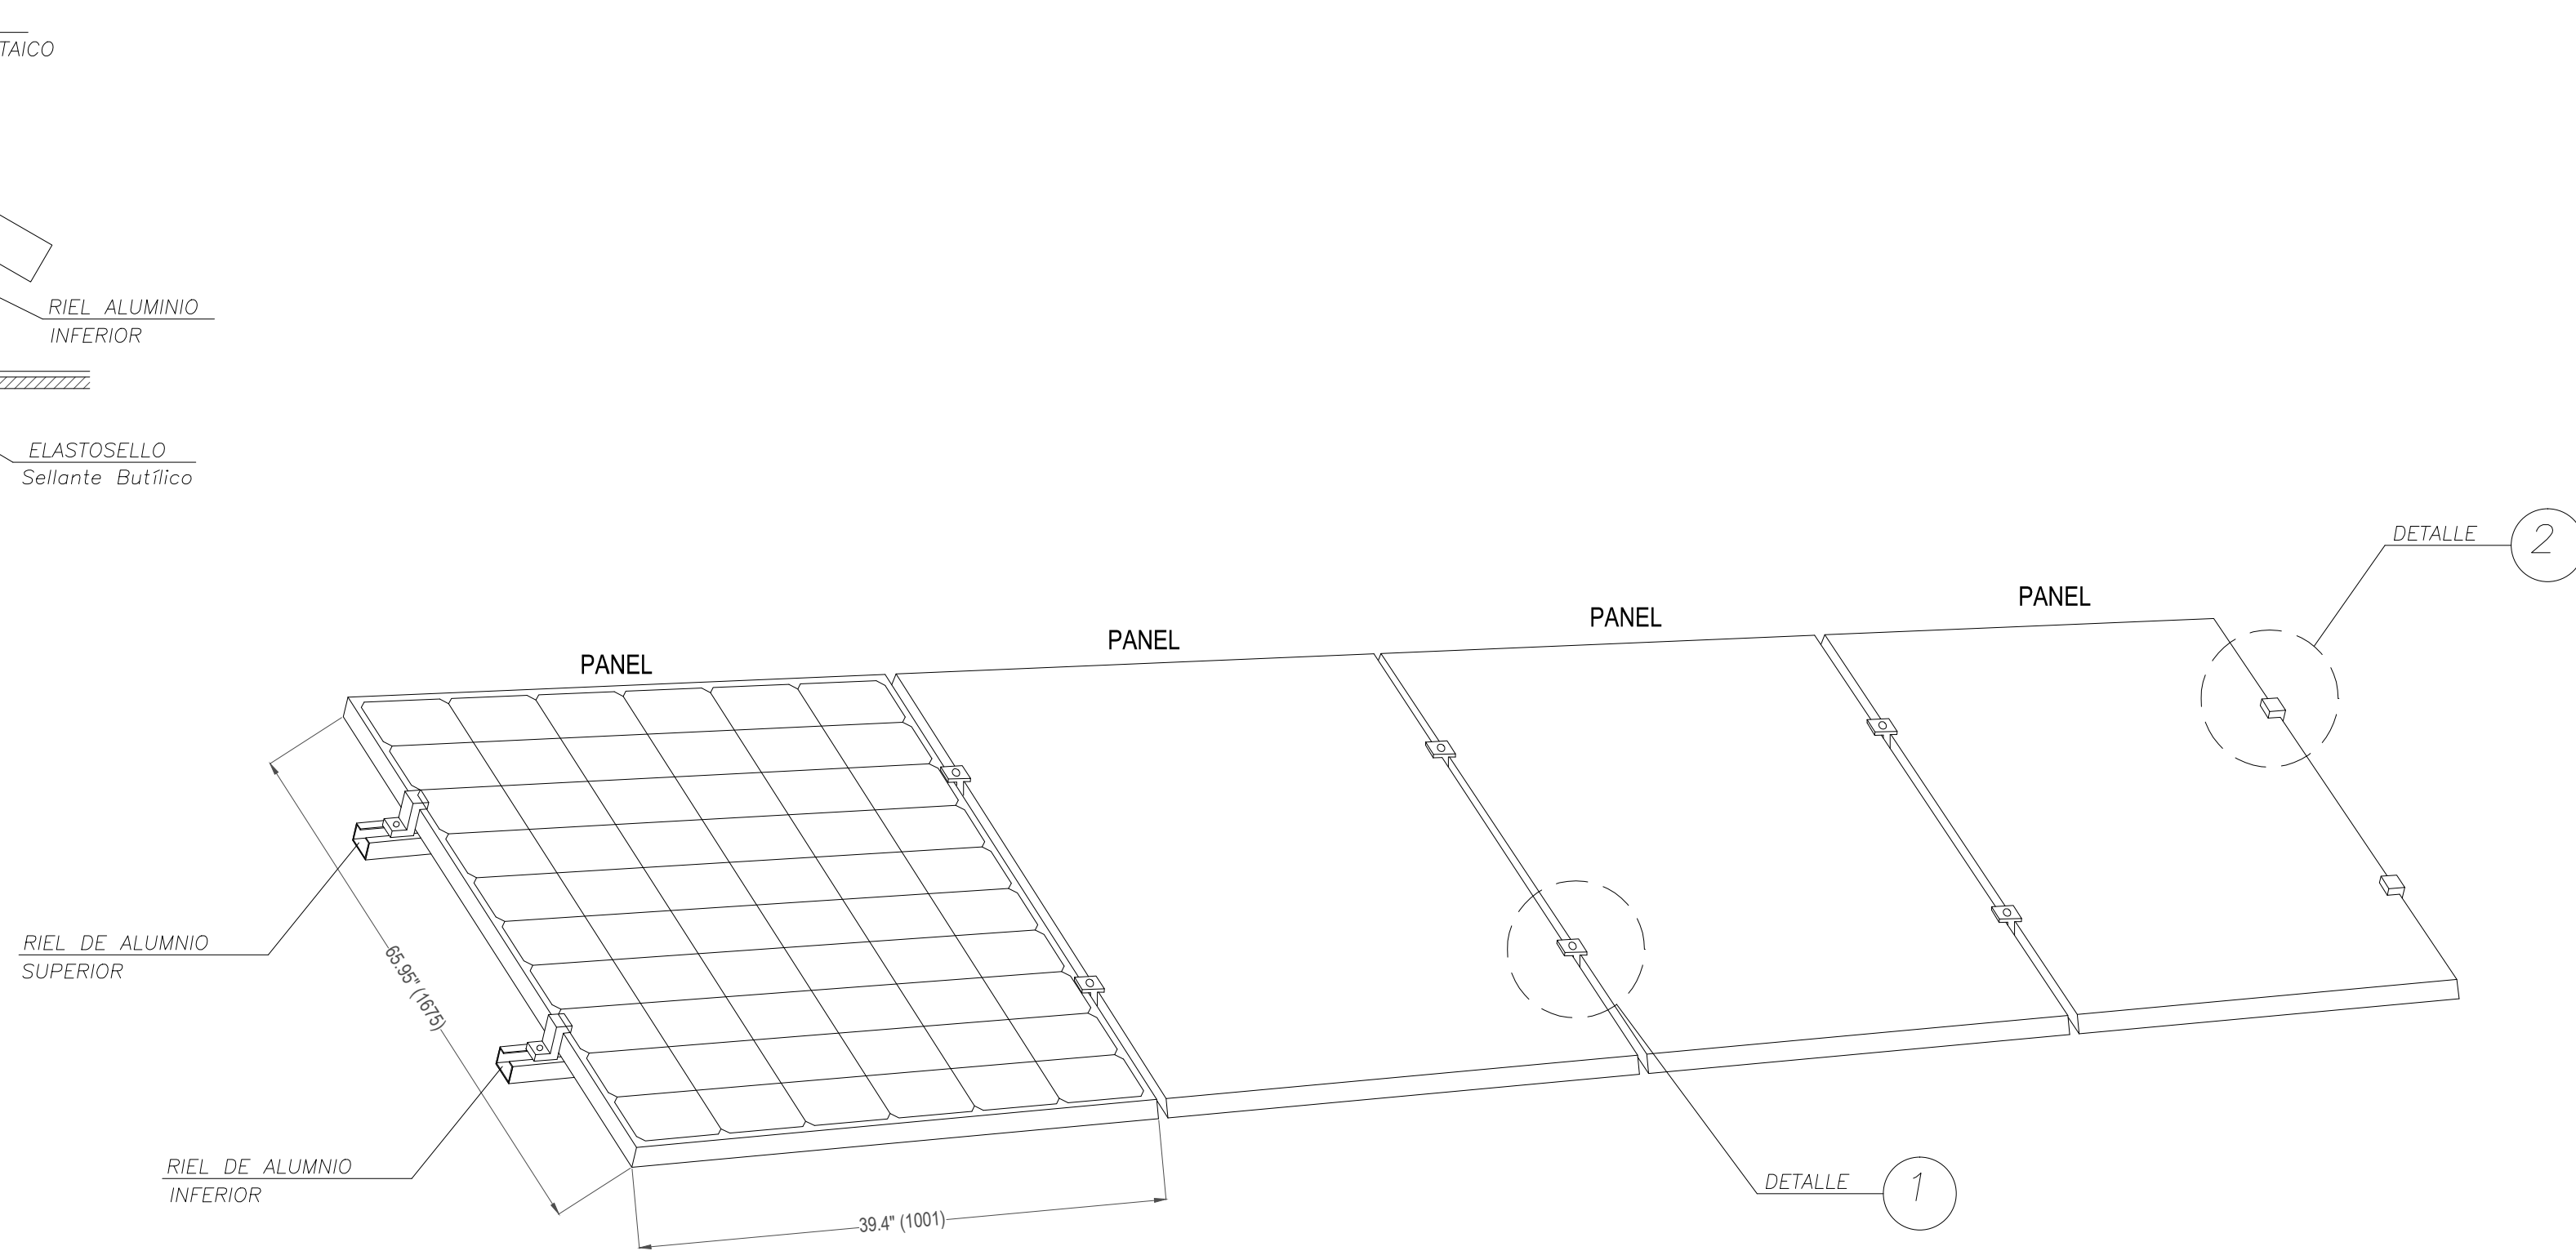 TAICO
RIEL ALUMINIO
INFERIOR
ELASTOSELLO
Sellante Butílico
DETALLE 2
PANEL
PANEL
PANEL
PANEL
RIEL DE ALUMNIO
SUPERIOR
65.95" (1675)
RIEL DE ALUMNIO
INFERIOR
DETALLE 1
39.4" (1001)